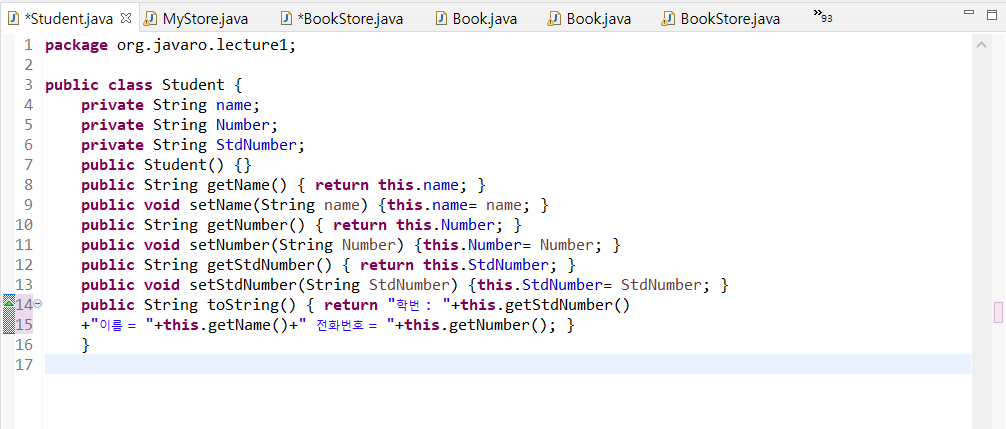 *Student.java MyStore.java *BookStore.java Book.java Book.java BookStore.java »93
1 package org.javaro.lecture1;
2
3 public class Student {
4 private String name;
5 private String Number;
6 private String StdNumber;
7 public Student() {}
8 public String getName() { return this.name; }
9 public void setName(String name) {this.name= name; }
10 public String getNumber() { return this.Number; }
11 public void setNumber(String Number) {this.Number= Number; }
12 public String getStdNumber() { return this.StdNumber; }
13 public void setStdNumber(String StdNumber) {this.StdNumber= StdNumber; }
14 public String toString() { return "학번 : "+this.getStdNumber()
15 +"이름 = "+this.getName()+" 전화번호 = "+this.getNumber(); }
16 }
17